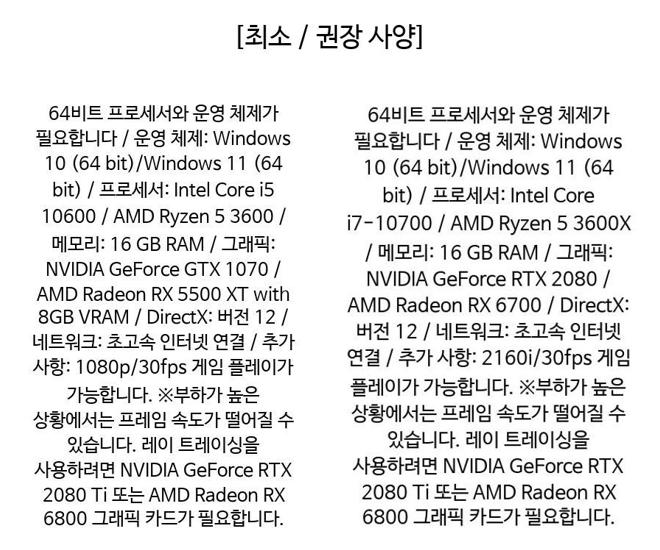 [최소 / 권장 사양]
64비트 프로세서와 운영 체제가
필요합니다 / 운영 체제: Windows
10 (64 bit)/Windows 11 (64
bit) / 프로세서: Intel Core i5
10600 / AMD Ryzen 5 3600 /
메모리: 16 GB RAM / 그래픽:
NVIDIA GeForce GTX 1070 /
AMD Radeon RX 5500 XT with
8GB VRAM / DirectX: 버전 12 /
네트워크: 초고속 인터넷 연결 / 추가
사항: 1080p/30fps 게임 플레이가
가능합니다. ※부하가 높은
상황에서는 프레임 속도가 떨어질 수
있습니다. 레이 트레이싱을
사용하려면 NVIDIA GeForce RTX
2080 Ti 또는 AMD Radeon RX
6800 그래픽 카드가 필요합니다.
64비트 프로세서와 운영 체제가
필요합니다 / 운영 체제: Windows
10 (64 bit)/Windows 11 (64
bit) / 프로세서: Intel Core
i7-10700 / AMD Ryzen 5 3600X
/ 메모리: 16 GB RAM / 그래픽:
NVIDIA GeForce RTX 2080 /
AMD Radeon RX 6700 / DirectX:
버전 12 / 네트워크: 초고속 인터넷
연결 / 추가 사항: 2160i/30fps 게임
플레이가 가능합니다. ※부하가 높은
상황에서는 프레임 속도가 떨어질 수
있습니다. 레이 트레이싱을
사용하려면 NVIDIA GeForce RTX
2080 Ti 또는 AMD Radeon RX
6800 그래픽 카드가 필요합니다.